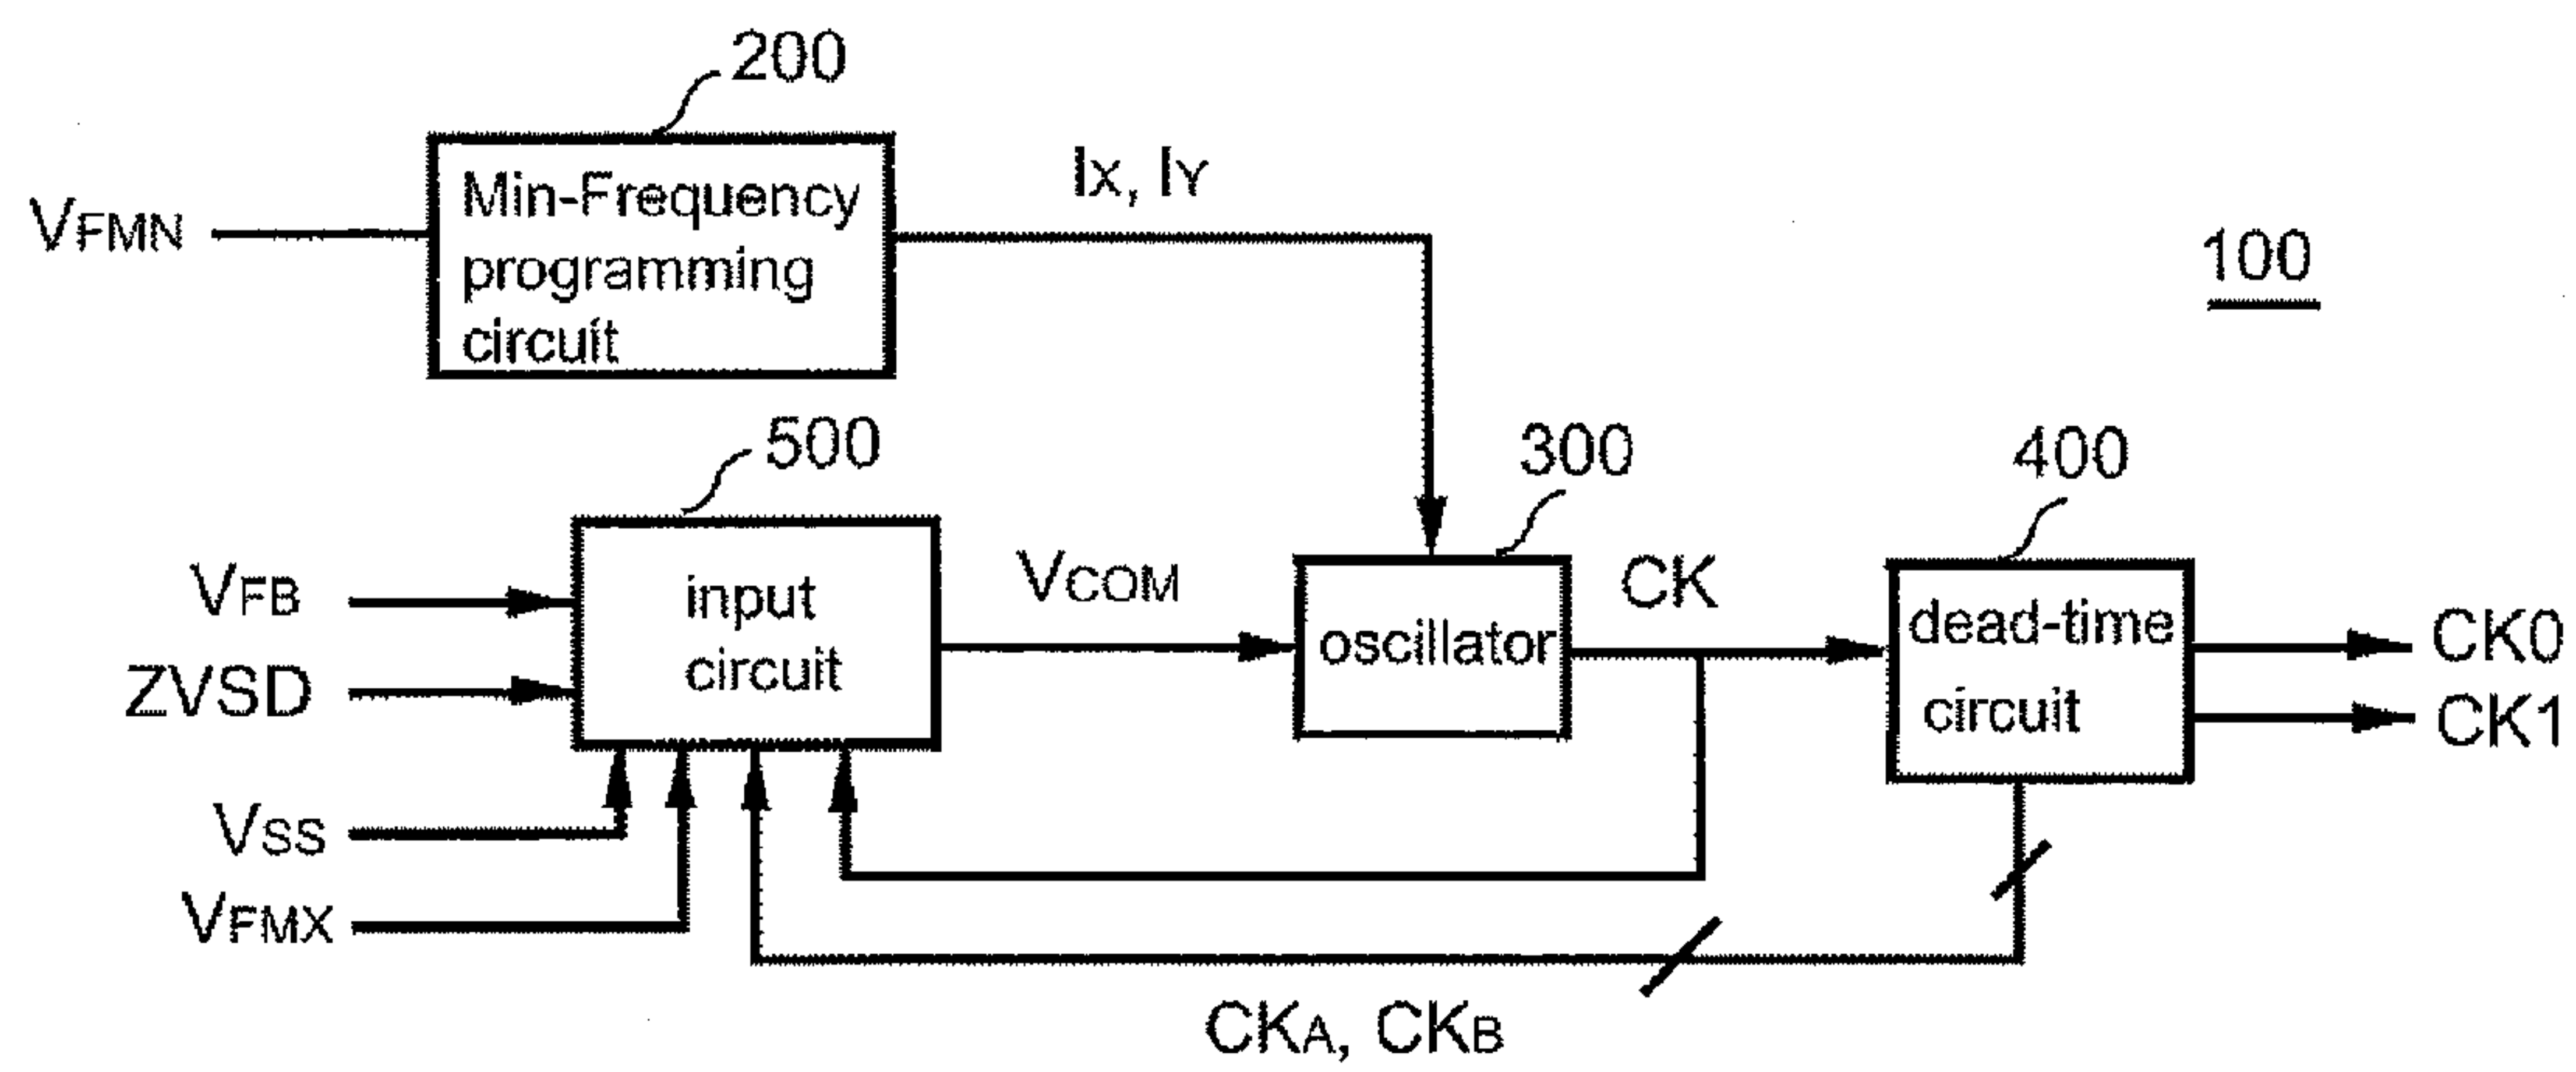 200
Min-Frequency
programming
circuit
VFMN
IX, IY
100
500
300
400
VFB
ZVSD
input
circuit
VCOM
oscillator
CK
dead-time
circuit
CK0
CK1
VSS
VFMX
CKA, CKB